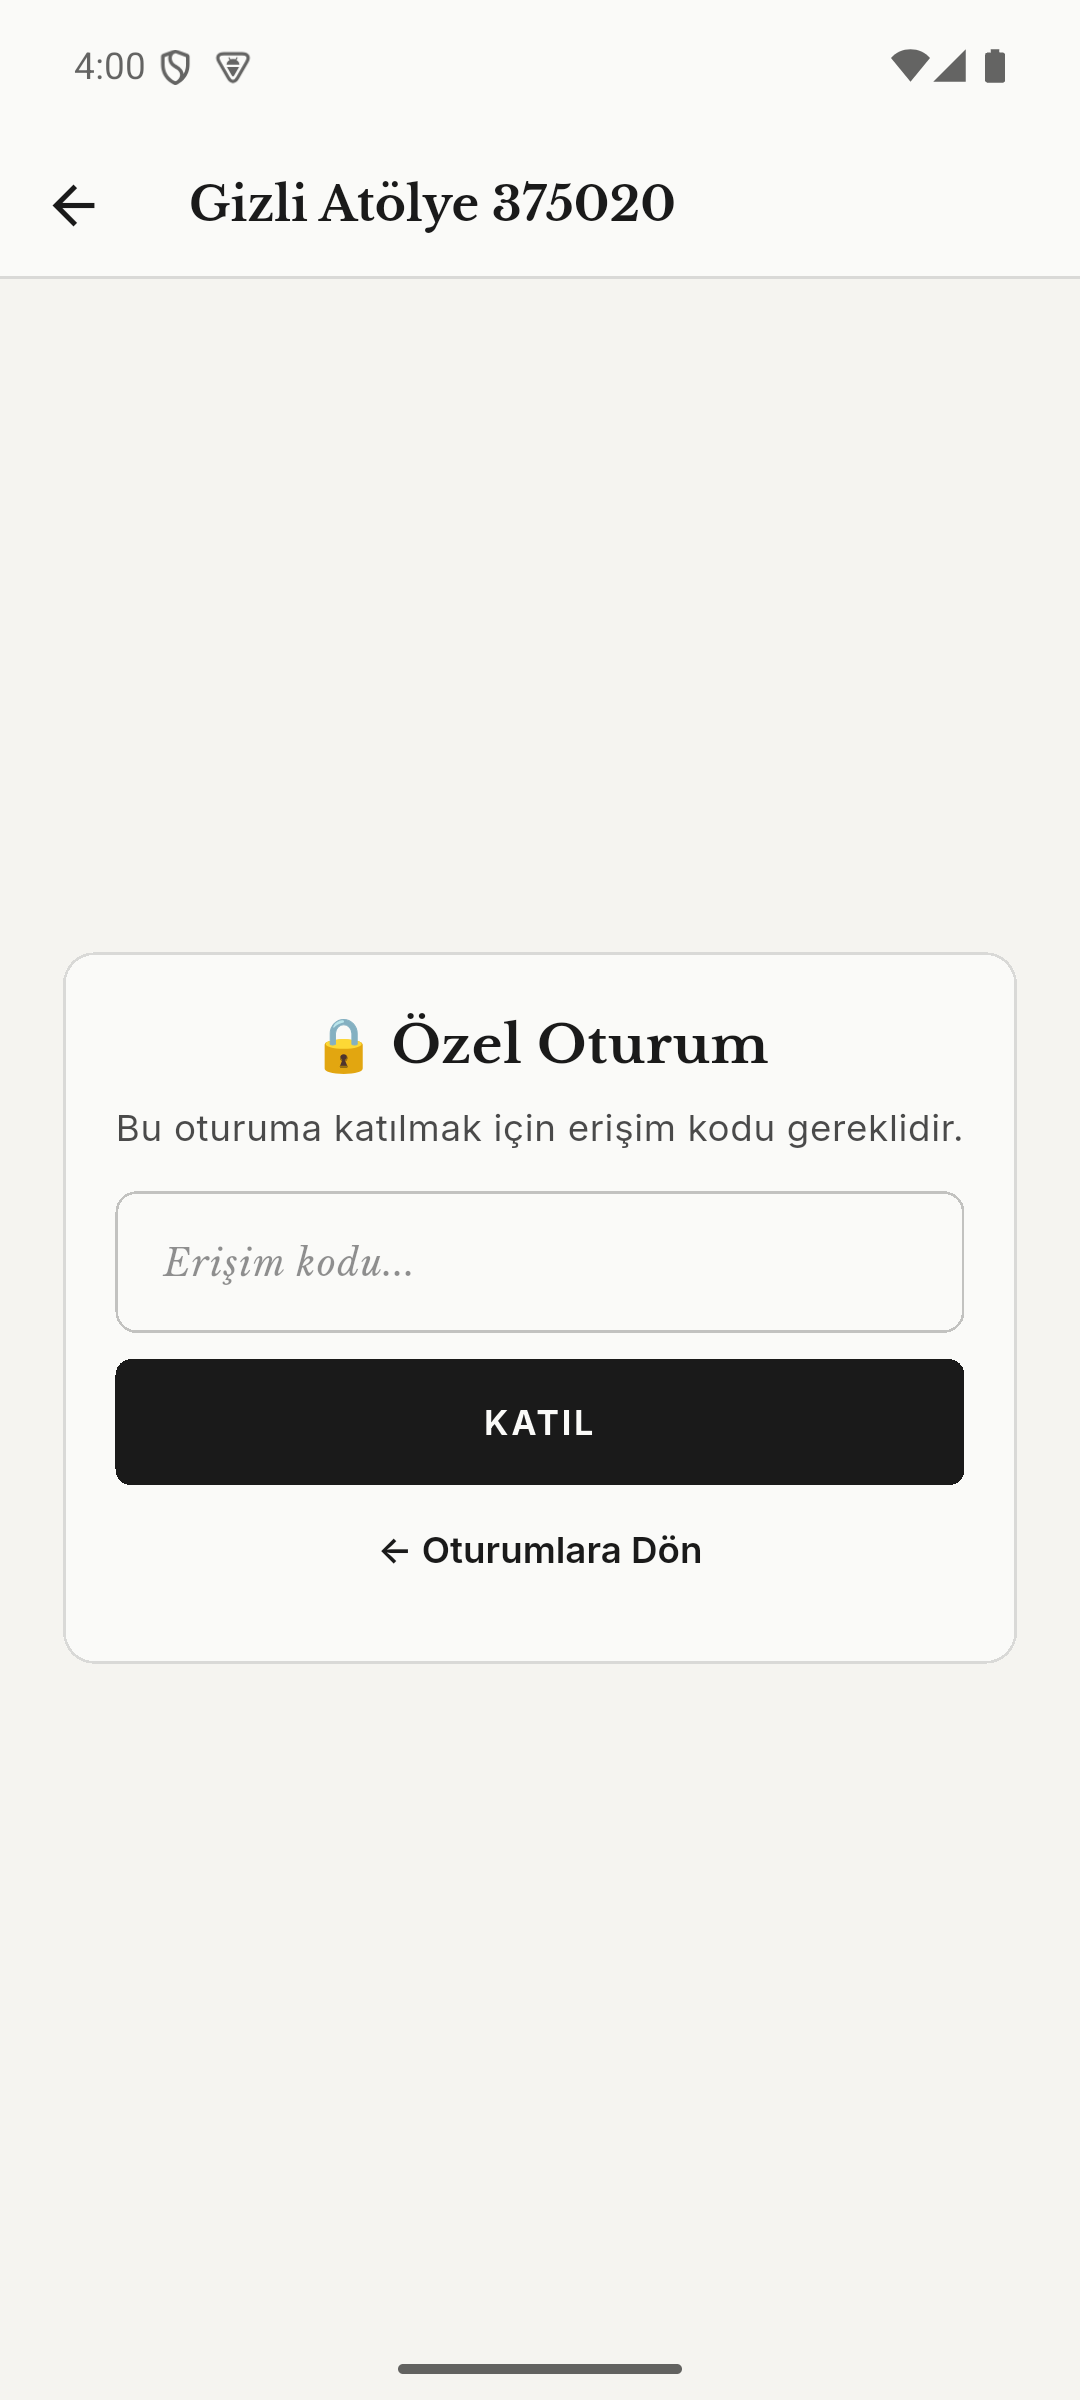 4:00
Gizli Atölye 375020
🔒 Özel Oturum
Bu oturuma katılmak için erişim kodu gereklidir.
Erişim kodu...
KATIL
← Oturumlara Dön